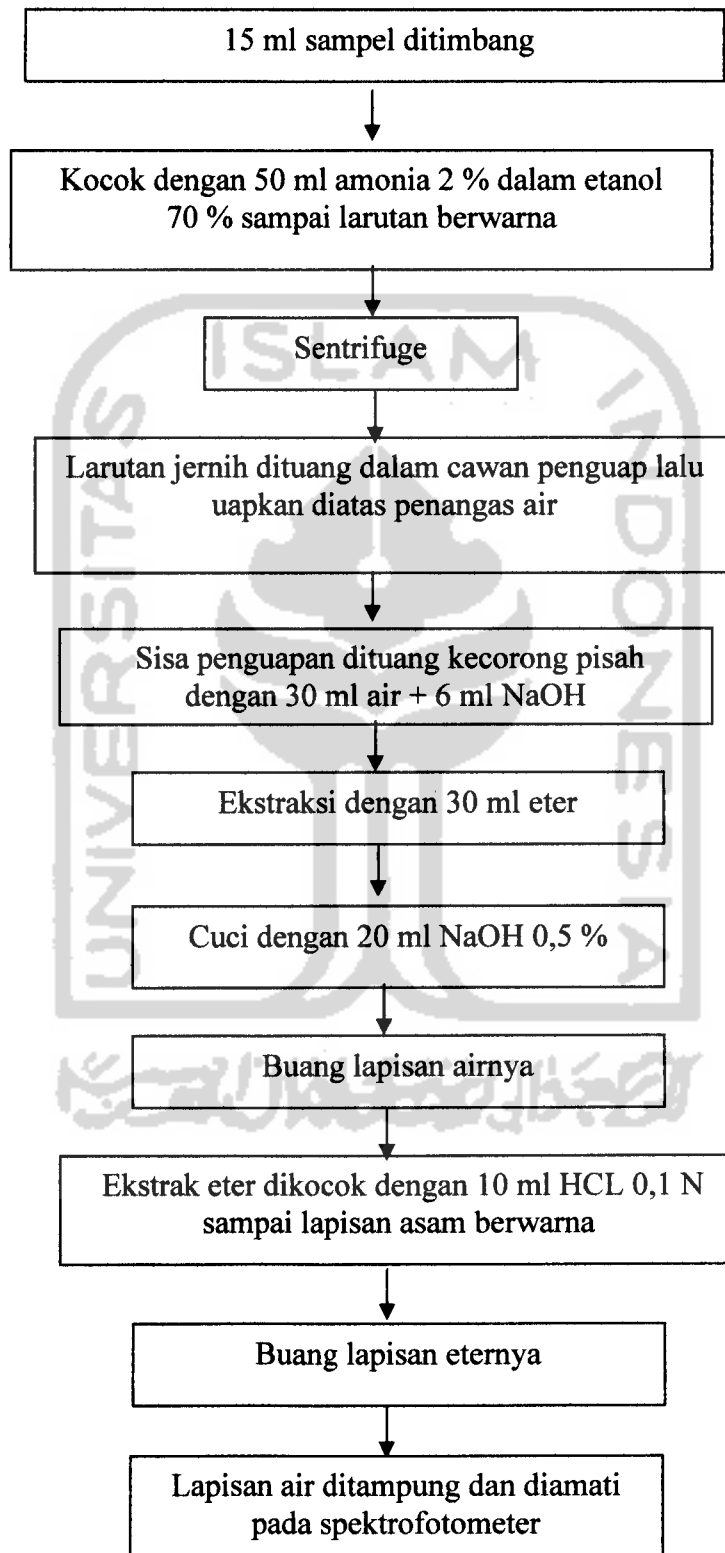 15 ml sampel ditimbang
Kocok dengan 50 ml amonia 2 % dalam etanol
70 % sampai larutan berwarna
Sentrifuge
Larutan jernih dituang dalam cawan penguap lalu
uapkan diatas penangas air
Sisa penguapan dituang kecorong pisah
dengan 30 ml air + 6 ml NaOH
Ekstraksi dengan 30 ml eter
Cuci dengan 20 ml NaOH 0,5 %
Buang lapisan airnya
Ekstrak eter dikocok dengan 10 ml HCL 0,1 N
sampai lapisan asam berwarna
Buang lapisan eternya
Lapisan air ditampung dan diamati
pada spektrofotometer
UNIVERSITAS
ISLAM
INDONESIA